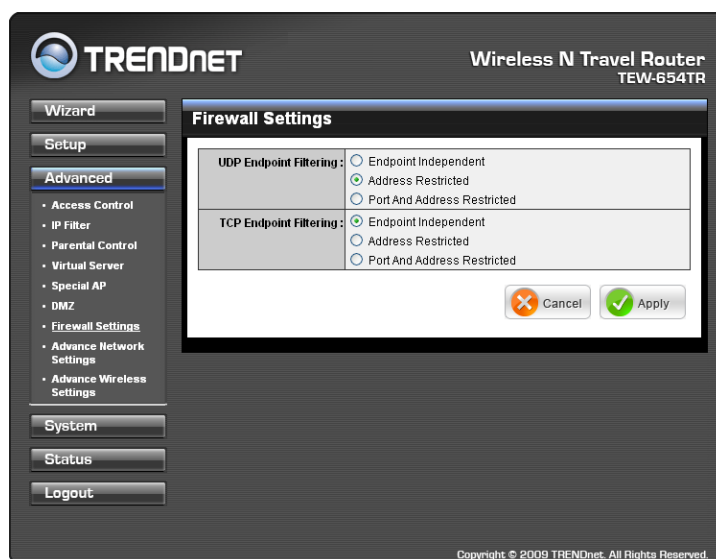 TRENDNET
Wireless N Travel Router
TEW-654TR
Wizard
Setup
Advanced
• Access Control
• IP Filter
• Parental Control
• Virtual Server
• Special AP
• DMZ
• Firewall Settings
• Advance Network
Settings
• Advance Wireless
Settings
System
Status
Logout
Firewall Settings
UDP Endpoint Filtering :
Endpoint Independent
Address Restricted
Port And Address Restricted
TCP Endpoint Filtering :
Endpoint Independent
Address Restricted
Port And Address Restricted
Cancel
Apply
Copyright © 2009 TRENDnet. All Rights Reserved.